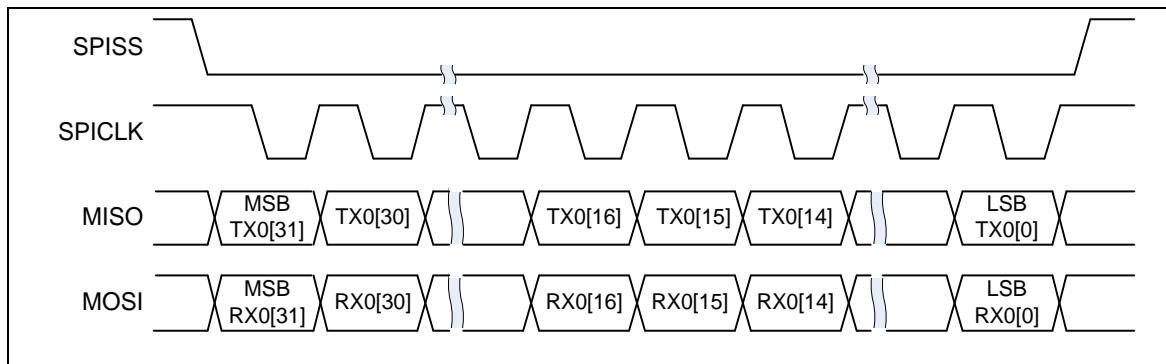 SPISS
SPICLK
MISO
MSB
TX0[31]
TX0[30]
TX0[16]
TX0[15]
TX0[14]
LSB
TX0[0]
MOSI
MSB
RX0[31]
RX0[30]
RX0[16]
RX0[15]
RX0[14]
LSB
RX0[0]